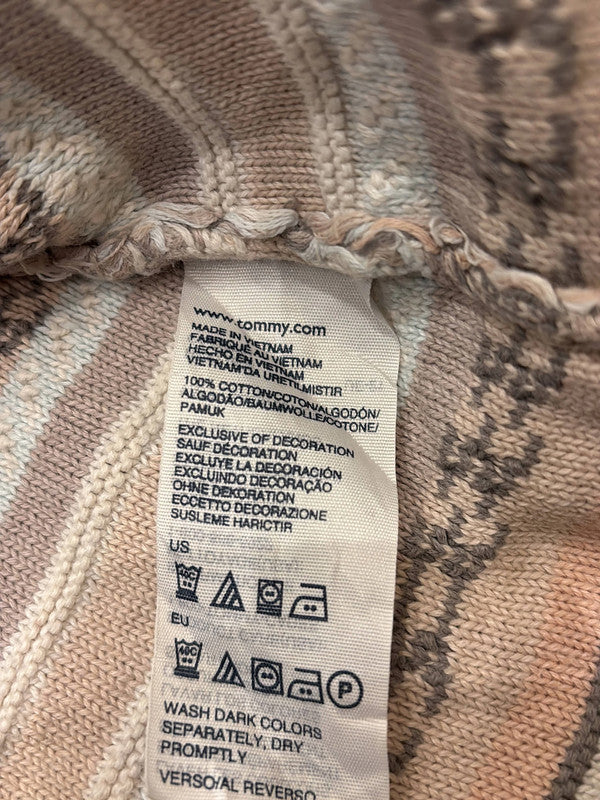 www.tommy.com
MADE IN VIETNAM
FABRIQUÉ AU VIETNAM
HECHO EN VIETNAM
VIETNAM'DA URETILMISTIR
100% COTTON/COTON/ALGODÓN/
ALGODÃO/BAUMWOLLE/COTONE/
PAMUK
EXCLUSIVE OF DECORATION
SAUF DÉCORATION
EXCLUYE LA DECORACIÓN
EXCLUINDO DECORAÇÃO
OHNE DEKORATION
ECCETTO DECORAZIONE
SUSLEME HARICTIR
US
40C
EU
40C P
WASH DARK COLORS
SEPARATELY, DRY
PROMPTLY
VERSO/AL REVERSO